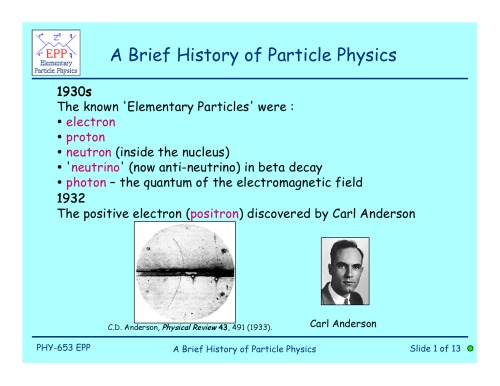 EPP
Elementary
Particle Physics
A Brief History of Particle Physics
1930s
The known 'Elementary Particles' were :
• electron
• proton
• neutron (inside the nucleus)
• 'neutrino' (now anti-neutrino) in beta decay
• photon – the quantum of the electromagnetic field
1932
The positive electron (positron) discovered by Carl Anderson
C.D. Anderson, Physical Review 43, 491 (1933).
Carl Anderson
PHY-653 EPP
A Brief History of Particle Physics
Slide 1 of 13